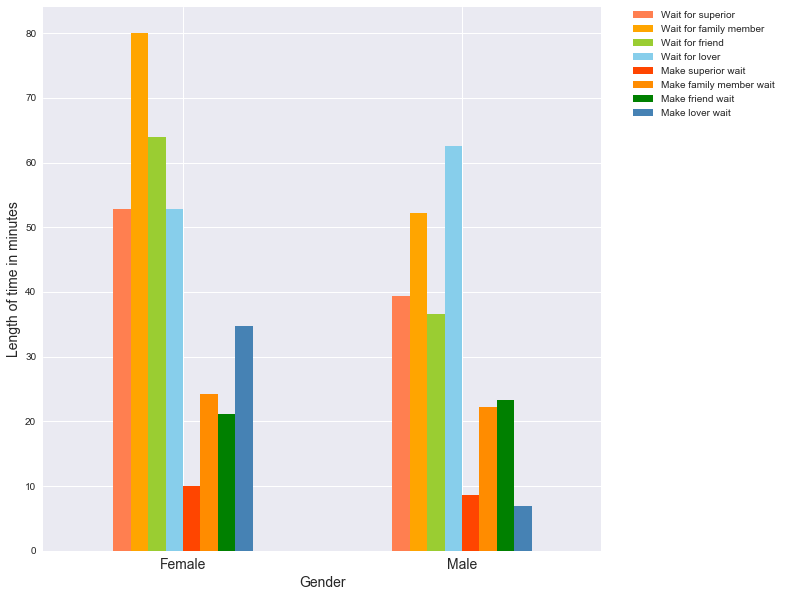 Wait for superior
Wait for family member
Wait for friend
Wait for lover
Make superior wait
Make family member wait
Make friend wait
Make lover wait
Length of time in minutes
80
70
60
50
40
30
20
10
0
Female
Male
Gender